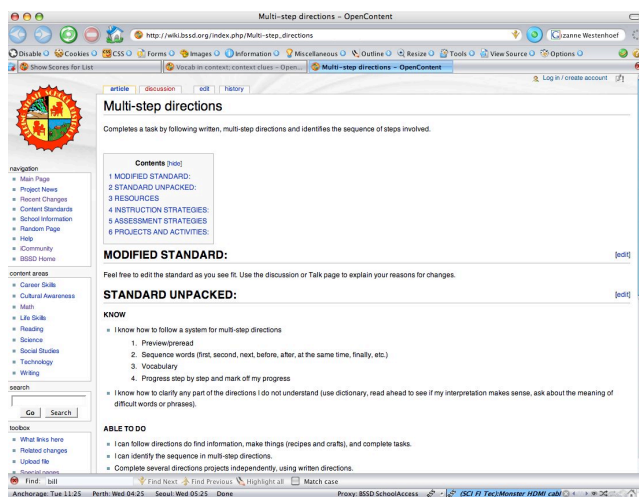 Multi-step directions - OpenContent
http://wiki.bssd.org/index.php/Multi-step_directions
zanne Westenhoef
Disable Cookies CSS Forms Images Information Miscellaneous Outline Resize Tools View Source Options
Show Scores for List
Vocab in context, context clues - Open...
Multi-step directions - OpenContent
Log in / create account
article discussion edit history
Multi-step directions
Completes a task by following written, multi-step directions and identifies the sequence of steps involved.
Contents [hide]
1 MODIFIED STANDARD:
2 STANDARD UNPACKED:
3 RESOURCES
4 INSTRUCTION STRATEGIES:
5 ASSESSMENT STRATEGIES
6 PROJECTS AND ACTIVITIES:
navigation
Main Page
Project News
Recent Changes
Content Standards
School Information
Random Page
Help
iCommunity
BSSD Home
content areas
Career Skills
Cultural Awareness
Math
Life Skills
Reading
Science
Social Studies
Technology
Writing
search
Go Search
toolbox
What links here
Related changes
Upload file
Special pages
MODIFIED STANDARD: [edit]
Feel free to edit the standard as you see fit. Use the discussion or Talk page to explain your reasons for changes.
STANDARD UNPACKED: [edit]
KNOW
I know how to follow a system for multi-step directions
1. Preview/preread
2. Sequence words (first, second, next, before, after, at the same time, finally, etc.)
3. Vocabulary
4. Progress step by step and mark off my progress
I know how to clarify any part of the directions I do not understand (use dictionary, read ahead to see if my interpretation makes sense, ask about the meaning of
difficult words or phrases).
ABLE TO DO
I can follow directions do find information, make things (recipes and crafts), and complete tasks.
I can identify the sequence in multi-step directions.
Complete several directions projects independently, using written directions.
Find: bill Find Next Find Previous Highlight all Match case
Anchorage: Tue 11:25 Perth: Wed 04:25 Seoul: Wed 05:25 Done Proxy: BSSD SchoolAccess (SCI FI Tec):Monster HDMI cabl